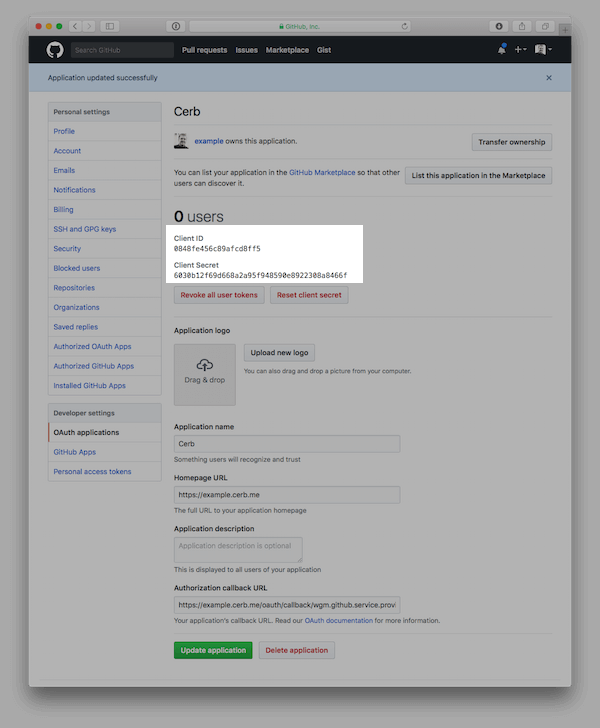 GitHub, Inc.
Search GitHub
Pull requests Issues Marketplace Gist
Application updated successfully
Personal settings
Profile
Account
Emails
Notifications
Billing
SSH and GPG keys
Security
Blocked users
Repositories
Organizations
Saved replies
Authorized OAuth Apps
Authorized GitHub Apps
Installed GitHub Apps
Developer settings
OAuth applications
GitHub Apps
Personal access tokens
Cerb
example owns this application.
Transfer ownership
You can list your application in the GitHub Marketplace so that other
users can discover it.
List this application in the Marketplace
0 users
Client ID
0848fe456c89afcd8ff5
Client Secret
6030b12f69d668a2a95f948590e8922308a8466f
Revoke all user tokens
Reset client secret
Application logo
Drag & drop
Upload new logo
You can also drag and drop a picture from your computer.
Application name
Cerb
Something users will recognize and trust
Homepage URL
https://example.cerb.me
The full URL to your application homepage
Application description
Application description is optional
This is displayed to all users of your application
Authorization callback URL
https://example.cerb.me/oauth/callback/wgm.github.service.provi
Your application's callback URL. Read our OAuth documentation for more information.
Update application
Delete application